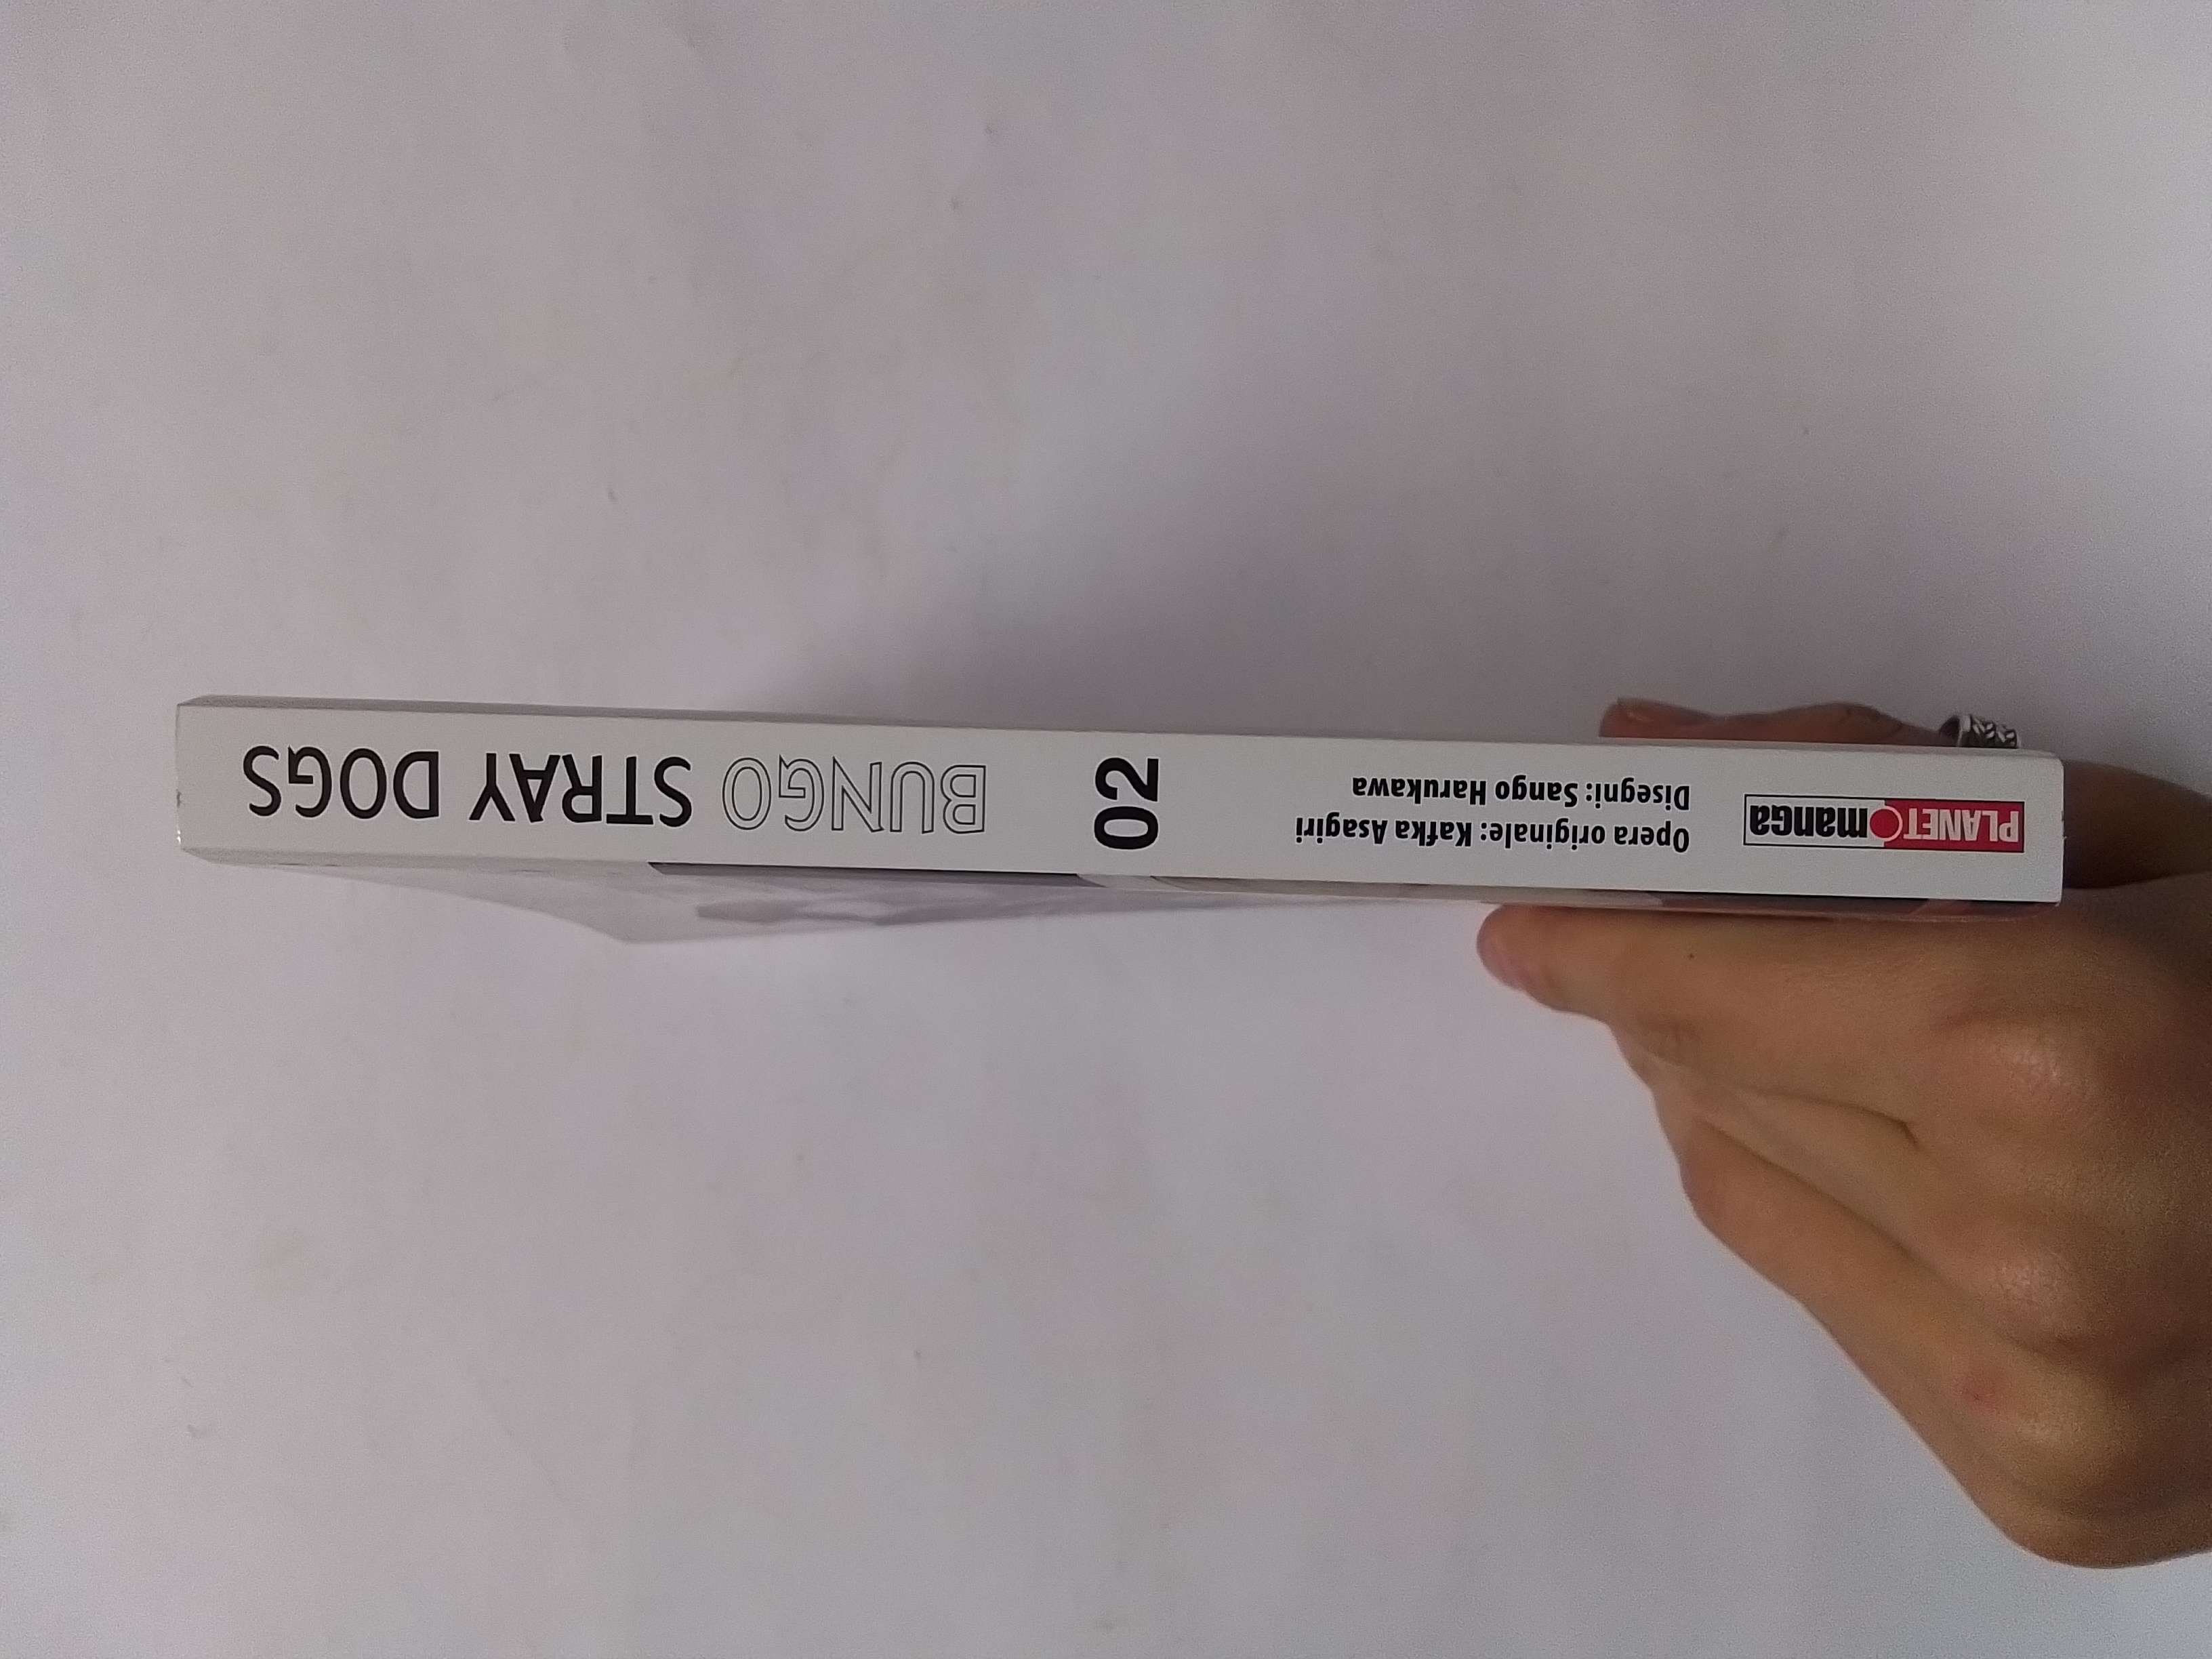 BUNGO STRAY DOGS
02
Opera originale: Kafka Asagiri
Disegni: Sango Harukawa
PLANET manga